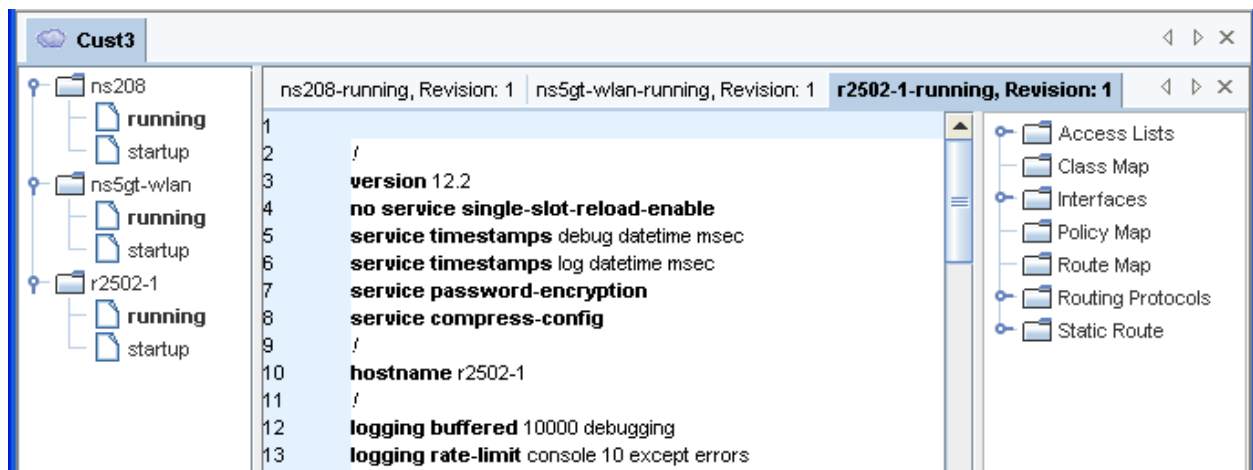 Cust3
ns208
running
startup
ns5gt-wlan
running
startup
r2502-1
running
startup
ns208-running, Revision: 1 ns5gt-wlan-running, Revision: 1 r2502-1-running, Revision: 1
1
2 !
3 version 12.2
4 no service single-slot-reload-enable
5 service timestamps debug datetime msec
6 service timestamps log datetime msec
7 service password-encryption
8 service compress-config
9 !
10 hostname r2502-1
11 !
12 logging buffered 10000 debugging
13 logging rate-limit console 10 except errors
Access Lists
Class Map
Interfaces
Policy Map
Route Map
Routing Protocols
Static Route